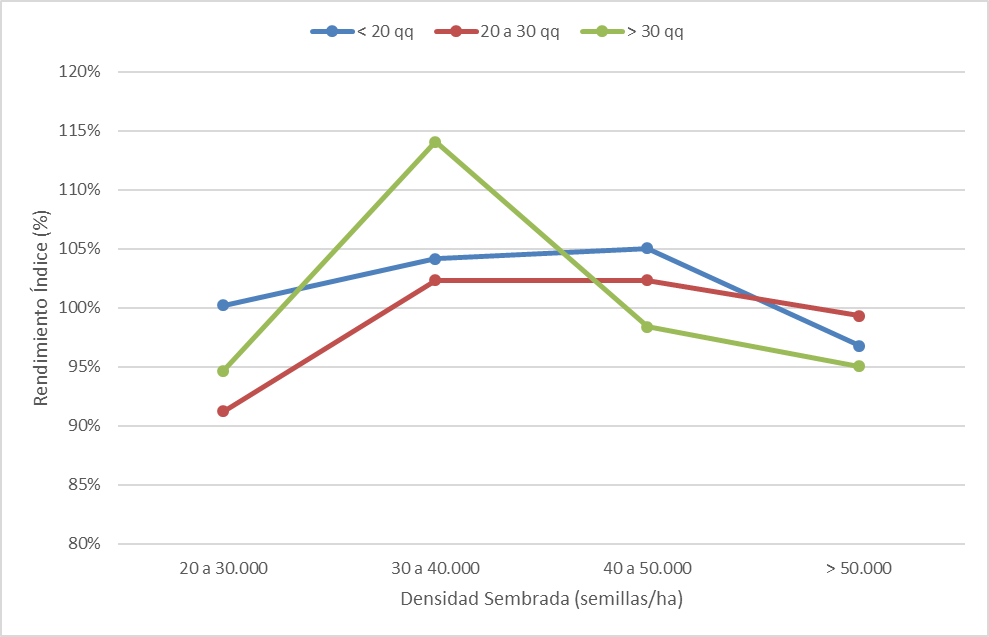 < 20 qq 20 a 30 qq > 30 qq
120%
115%
110%
105%
100%
95%
90%
85%
80%
Rendimiento Índice (%)
20 a 30.000 30 a 40.000 40 a 50.000 > 50.000
Densidad Sembrada (semillas/ha)